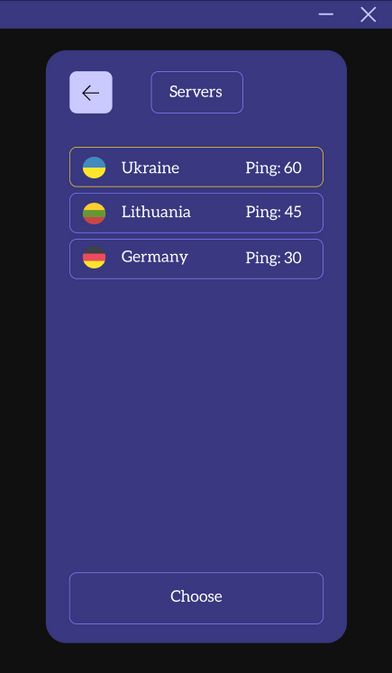 Servers
Ukraine Ping: 60
Lithuania Ping: 45
Germany Ping: 30
Choose